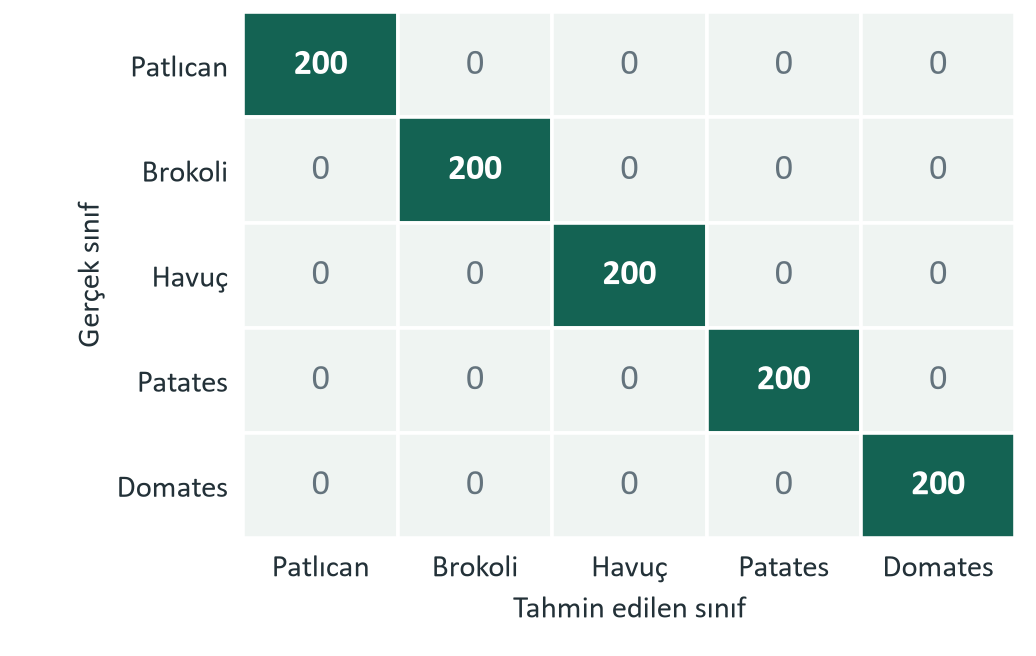 Patlıcan 200 0 0 0 0
Brokoli 0 200 0 0 0
Havuç 0 0 200 0 0
Patates 0 0 0 200 0
Domates 0 0 0 0 200
Gerçek sınıf
Patlıcan Brokoli Havuç Patates Domates
Tahmin edilen sınıf